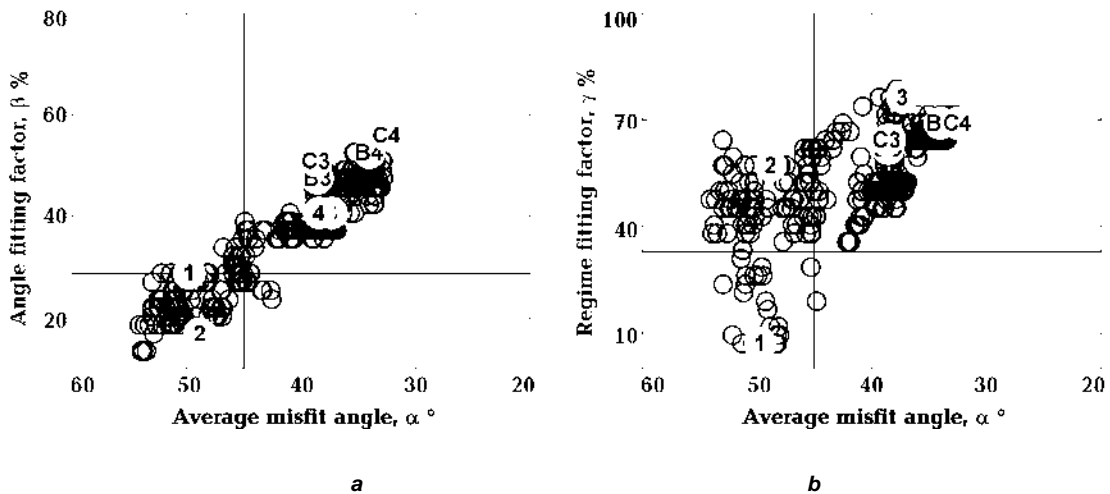 80
60
40
20
60
50
40
30
20
Angle fitting factor, β %
Average misfit angle, α °
C4
C3
B4
B3
4
1
2
a
100
70
40
10
60
50
40
30
20
Regime fitting factor, γ %
Average misfit angle, α °
3
B
C4
C3
2
1
b